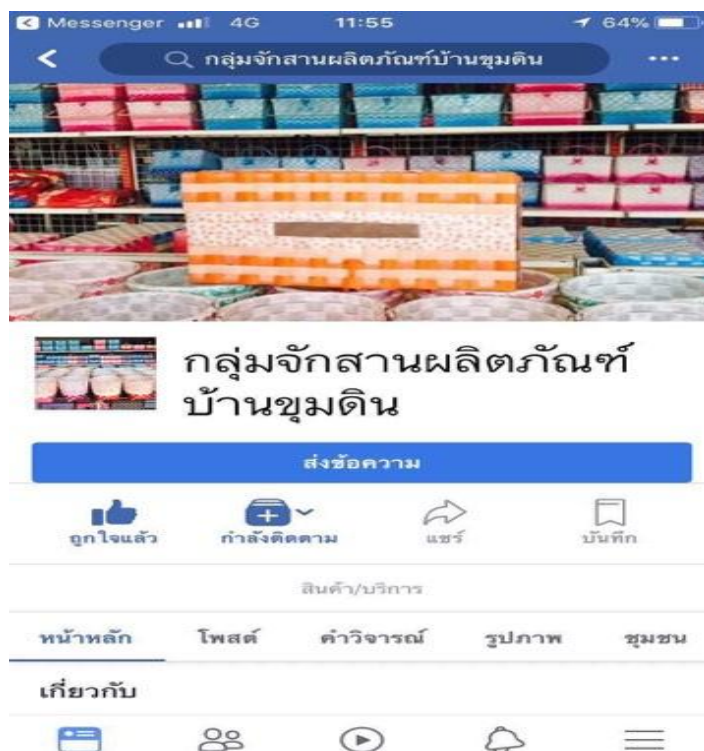 Messenger 4G 11:55 64%
กลุ่มจักสานผลิตภัณฑ์บ้านขุมดิน
กลุ่มจักสานผลิตภัณฑ์
บ้านขุมดิน
ส่งข้อความ
ถูกใจแล้ว กำลังติดตาม แชร์ บันทึก
สินค้า/บริการ
หน้าหลัก โพสต์ คำวิจารณ์ รูปภาพ ชุมชน
เกี่ยวกับ